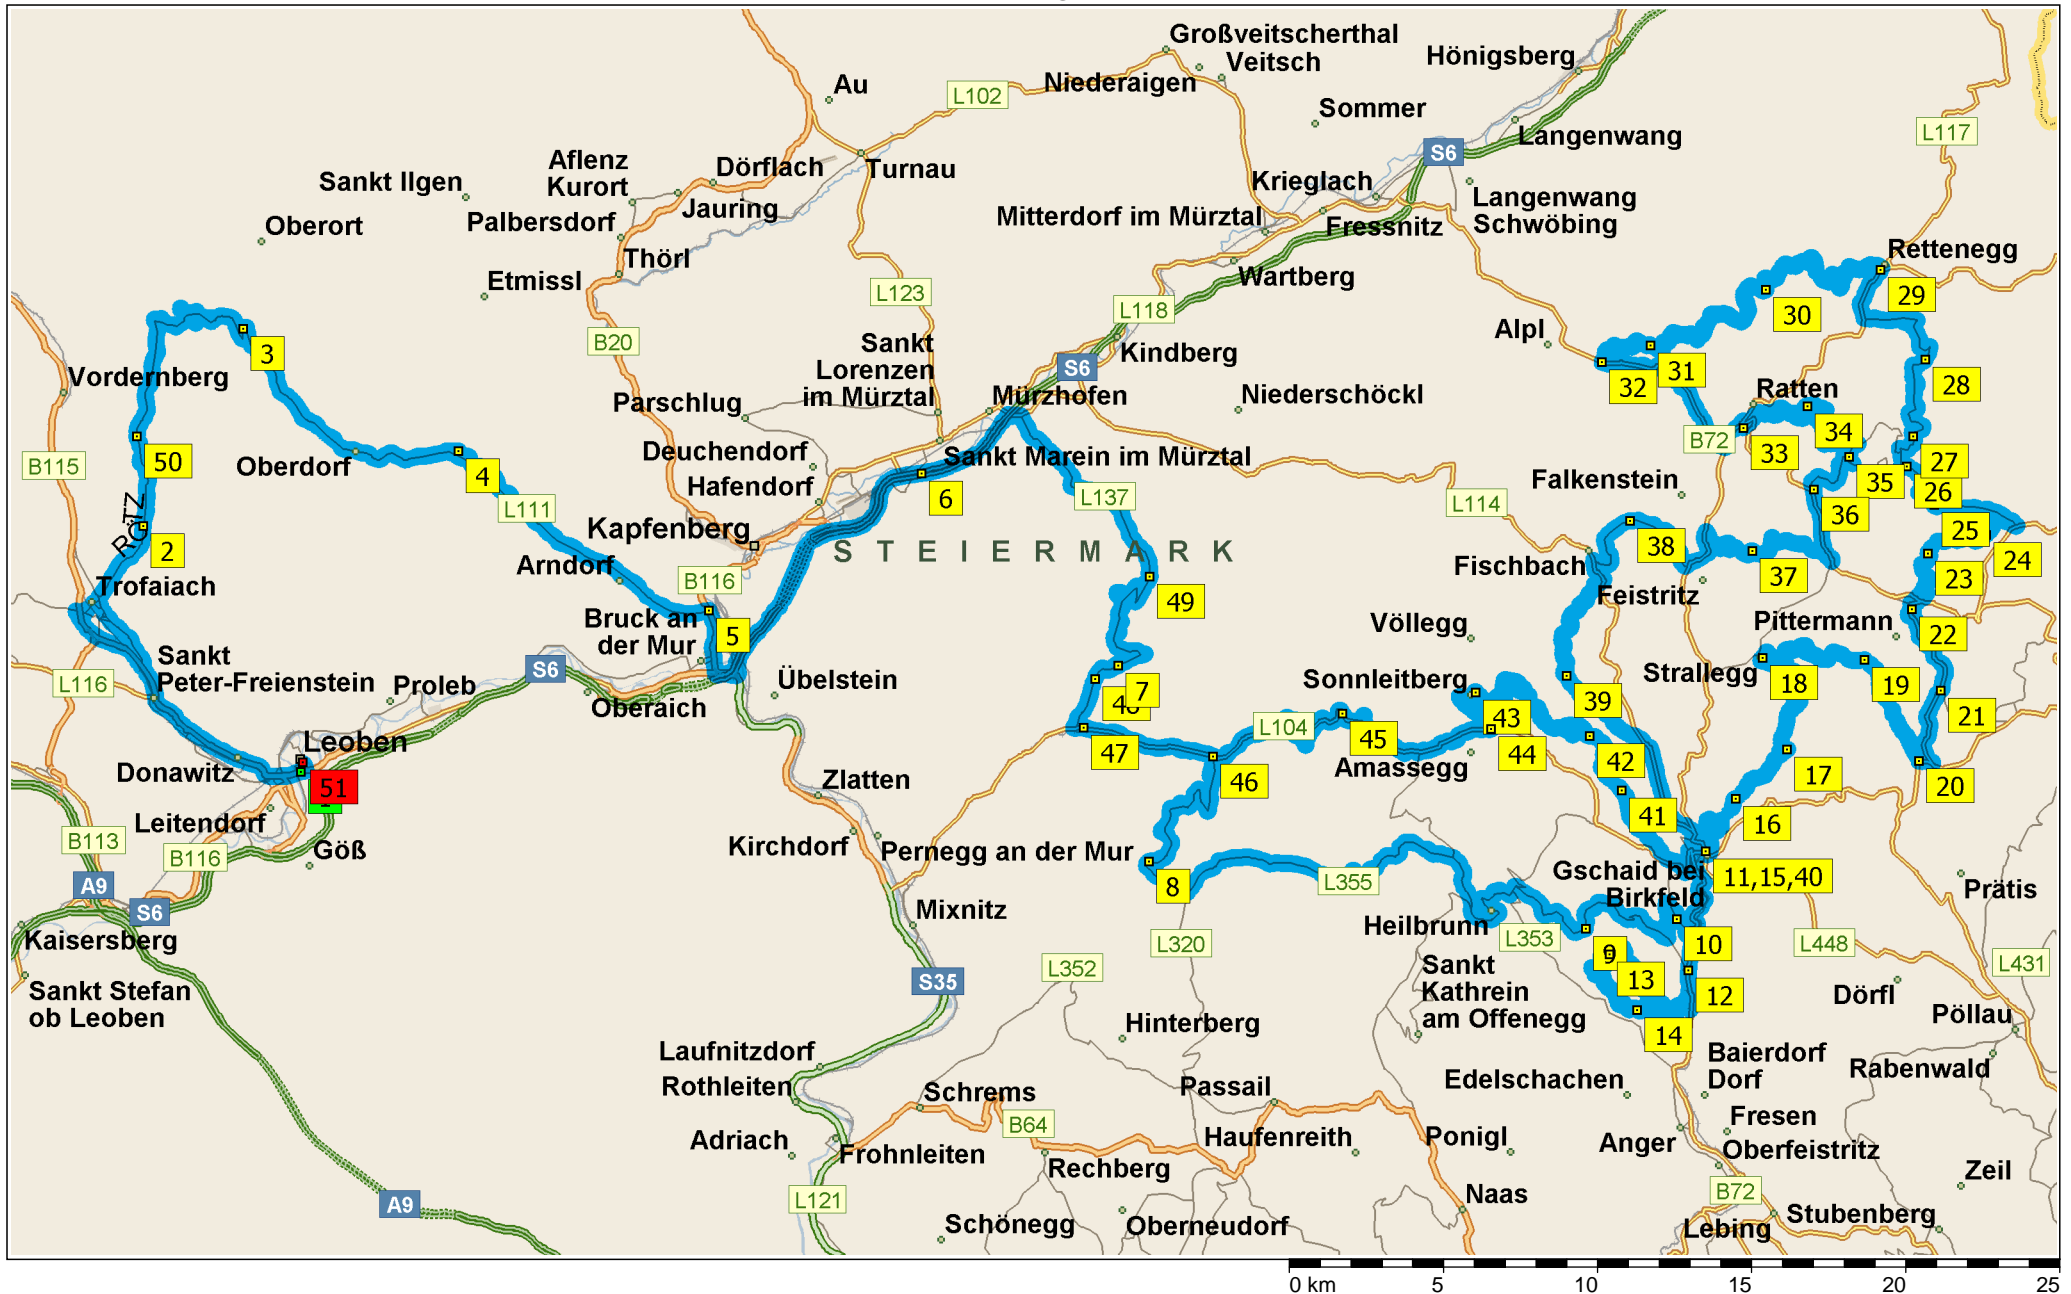 Großveitscherthal
Veitsch
Hönigsberg
Niederaigen
Au
L102
Sommer
L117
Langenwang
S6
Aflenz
Kurort
Dörflach
Turnau
Sankt Ilgen
Krieglach
Langenwang
Schwöbing
Jauring
Palbersdorf
Mitterdorf im Mürztal
Fressnitz
Oberort
Thörl
Rettenegg
Etmissl
Wartberg
L123
29
L118
30
Alpl
B20
Sankt
Lorenzen
im Mürztal
Kindberg
3
S6
31
32
28
Vordernberg
Mürzhofen
Niederschöckl
Ratten
Parschlug
34
B72
33
Deuchendorf
Sankt Marein im Mürztal
50
B115
Oberdorf
4
27
Hafendorf
6
L137
Falkenstein
35
26
L111
L114
36
RÖTZ
Kapfenberg
25
2
STEIERMARK
38
24
Fischbach
Arndorf
B116
37
23
Trofaiach
49
Feistritz
Bruck an
der Mur
5
Völlegg
Pittermann
22
Sankt
Peter-Freienstein
S6
L116
Proleb
Übelstein
Sonnleitberg
Strallegg
18
19
7
39
Oberaich
43
21
L104
45
Leoben
47
44
42
Donawitz
Amassegg
17
46
20
51
Zlatten
41
16
Leitendorf
B113
Göß
B116
Kirchdorf
Pernegg an der Mur
Gschaid bei
Birkfeld
11,15,40
A9
8
L355
Prätis
S6
Mixnitz
Heilbrunn
L353
10
L448
Kaisersberg
L320
9
L352
L431
S35
Sankt
Kathrein
am Offenegg
13
12
Sankt Stefan
ob Leoben
Dörfl
Hinterberg
14
Pöllau
Laufnitzdorf
Baierdorf
Dorf
Rabenwald
Rothleiten
Schrems
Passail
Edelschachen
B64
Fresen
Adriach
Frohnleiten
Haufenreith
Ponigl
Anger
Oberfeistritz
Rechberg
Zeil
A9
L121
Naas
B72
Schönegg
Oberneudorf
Lebing
Stubenberg
0 km 5 10 15 20 25